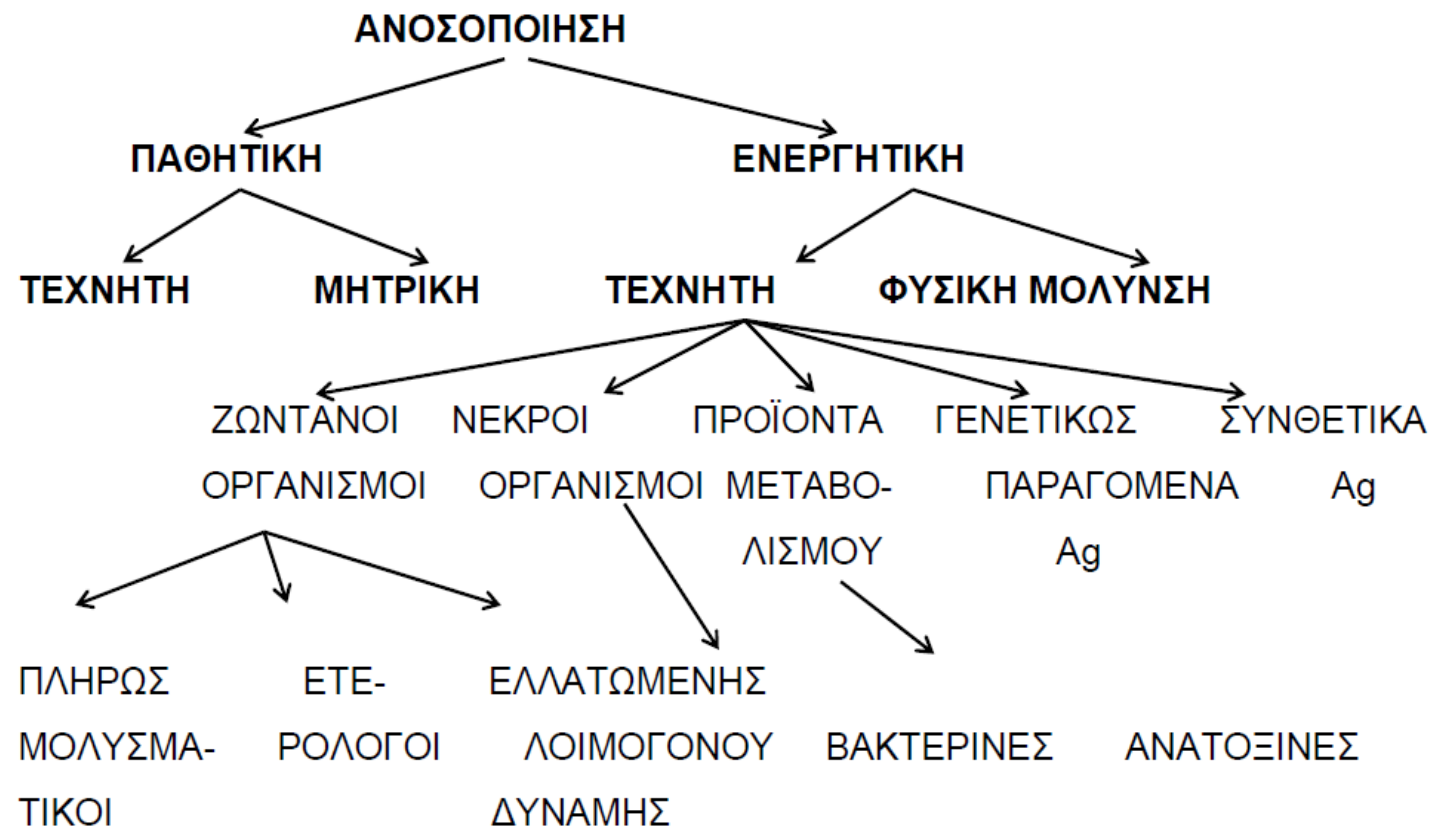 ΑΝΟΣΟΠΟΙΗΣΗ
ΠΑΘΗΤΙΚΗ ΕΝΕΡΓΗΤΙΚΗ
ΤΕΧΝΗΤΗ ΜΗΤΡΙΚΗ ΤΕΧΝΗΤΗ ΦΥΣΙΚΗ ΜΟΛΥΝΣΗ
ΖΩΝΤΑΝΟΙ ΝΕΚΡΟΙ ΠΡΟΪΟΝΤΑ ΓΕΝΕΤΙΚΩΣ ΣΥΝΘΕΤΙΚΑ
ΟΡΓΑΝΙΣΜΟΙ ΟΡΓΑΝΙΣΜΟΙ ΜΕΤΑΒΟ- ΠΑΡΑΓΟΜΕΝΑ Ag
ΛΙΣΜΟΥ Ag
ΠΛΗΡΩΣ ΕΤΕ- ΕΛΛΑΤΩΜΕΝΗΣ
ΜΟΛΥΣΜΑ- ΡΟΛΟΓΟΙ ΛΟΙΜΟΓΟΝΟΥ ΒΑΚΤΕΡΙΝΕΣ ΑΝΑΤΟΞΙΝΕΣ
ΤΙΚΟΙ ΔΥΝΑΜΗΣ